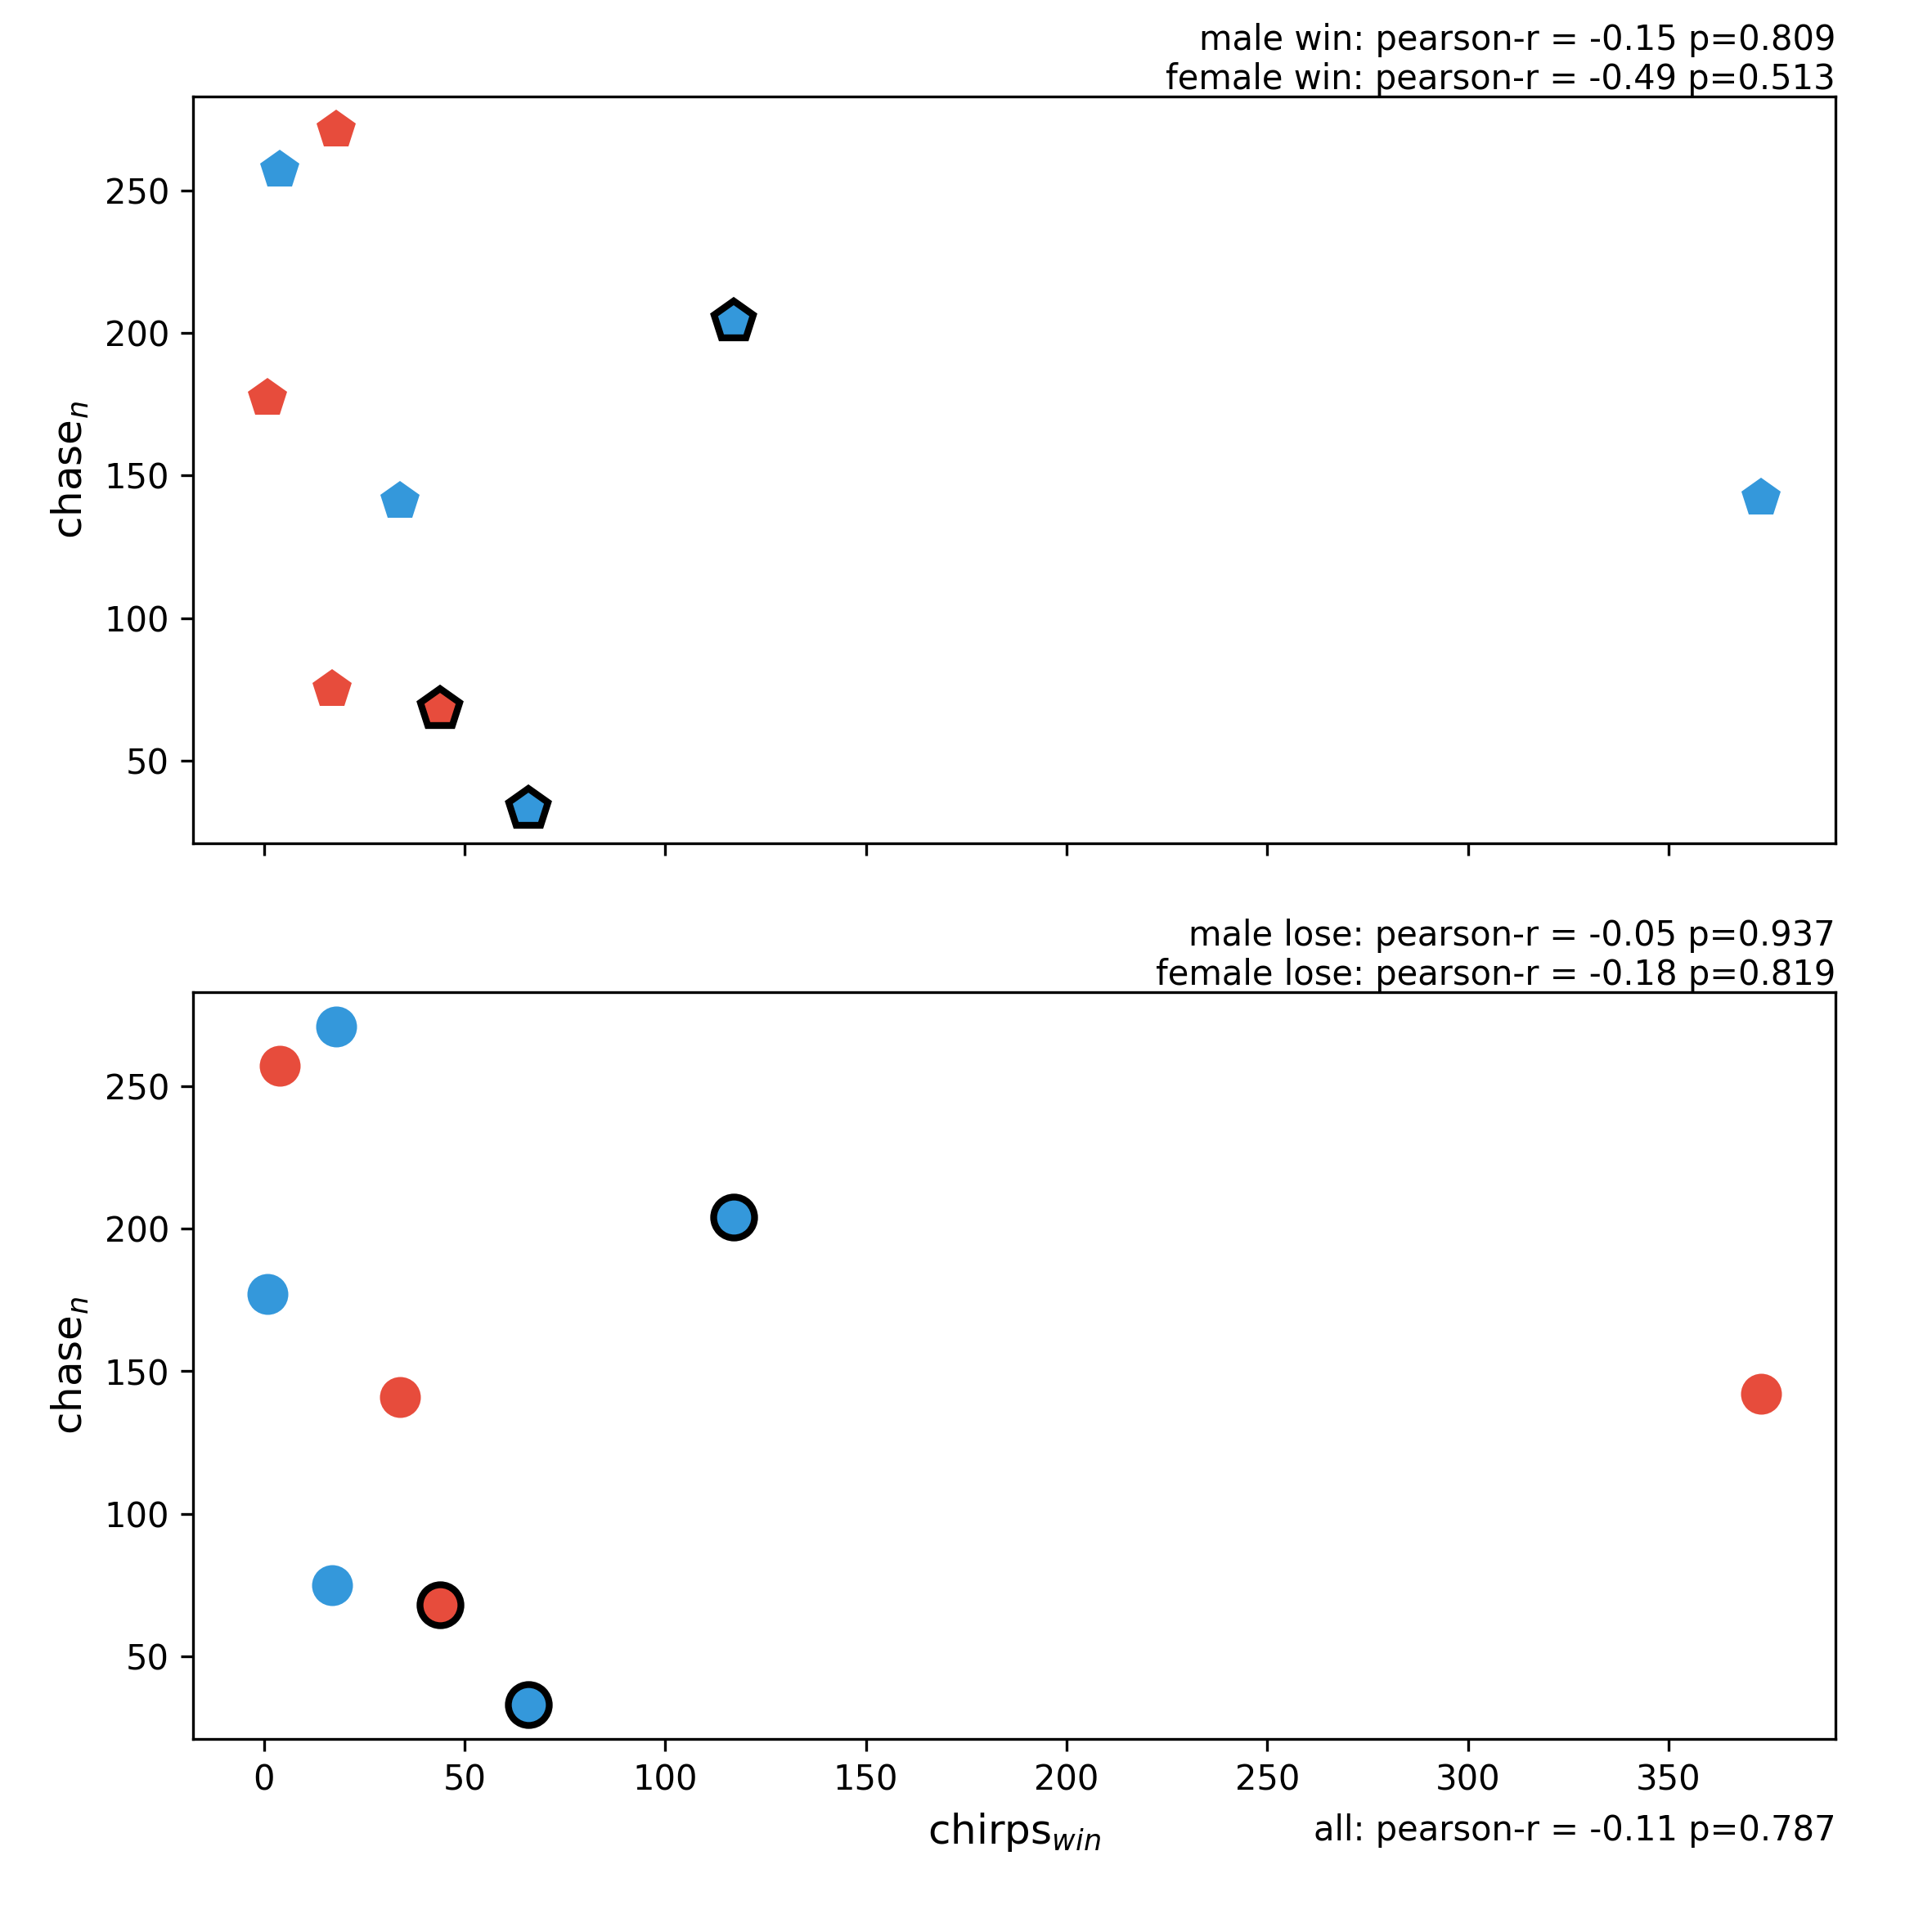 male win: pearson-r = -0.15 p=0.809
female win: pearson-r = -0.49 p=0.513
250
200
150
100
50
chaseₙ
male lose: pearson-r = -0.05 p=0.937
female lose: pearson-r = -0.18 p=0.819
250
200
150
100
50
chaseₙ
0 50 100 150 200 250 300 350
chirps_win
all: pearson-r = -0.11 p=0.787